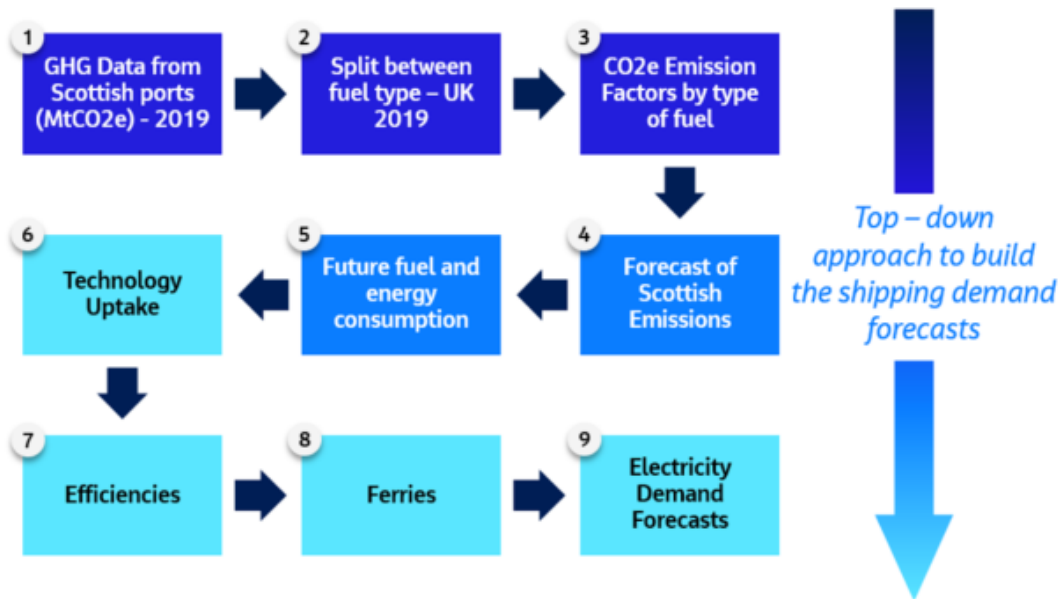 1
GHG Data from
Scottish ports
(MtCO2e) - 2019
2
Split between
fuel type – UK
2019
3
CO2e Emission
Factors by type
of fuel
6
Technology
Uptake
5
Future fuel and
energy
consumption
4
Forecast of
Scottish
Emissions
7
Efficiencies
8
Ferries
9
Electricity
Demand
Forecasts
Top – down
approach to build
the shipping demand
forecasts